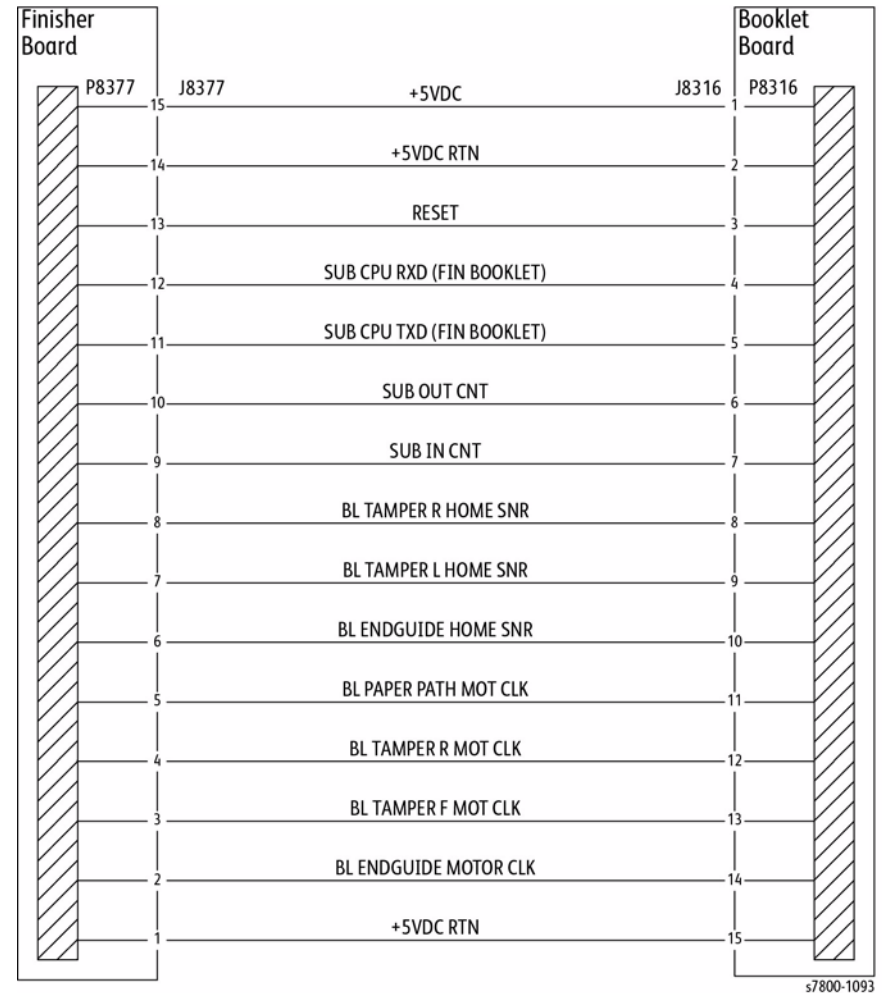 Finisher
Board
Booklet
Board
P8377 J8377 +5VDC J8316 P8316
15 1
+5VDC RTN
14 2
RESET
13 3
SUB CPU RXD (FIN BOOKLET)
12 4
SUB CPU TXD (FIN BOOKLET)
11 5
SUB OUT CNT
10 6
SUB IN CNT
9 7
BL TAMPER R HOME SNR
8 8
BL TAMPER L HOME SNR
7 9
BL ENDGUIDE HOME SNR
6 10
BL PAPER PATH MOT CLK
5 11
BL TAMPER R MOT CLK
4 12
BL TAMPER F MOT CLK
3 13
BL ENDGUIDE MOTOR CLK
2 14
+5VDC RTN
1 15
s7800-1093